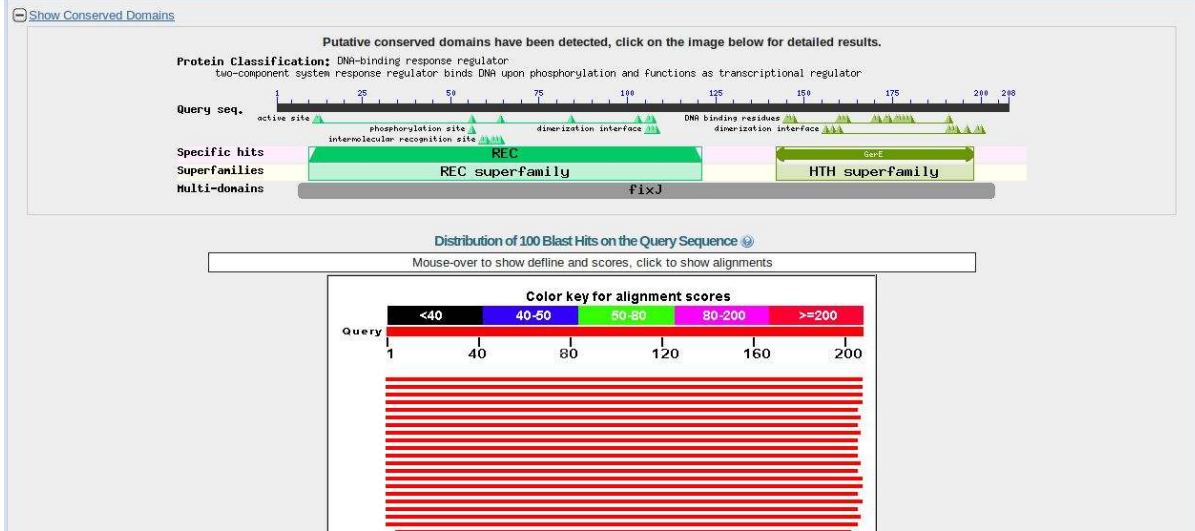 Show Conserved Domains
Putative conserved domains have been detected, click on the image below for detailed results.
Protein Classification: DNA-binding response regulator
two-component system response regulator binds DNA upon phosphorylation and functions as transcriptional regulator
1 25 50 75 100 125 150 175 200 208
Query seq.
active site DNA binding residues
phosphorylation site dimerization interface dimerization interface
intermolecular recognition site
Specific hits REC GerE
Superfamilies REC superfamily HTH superfamily
Multi-domains fixJ
Distribution of 100 Blast Hits on the Query Sequence
Mouse-over to show defline and scores, click to show alignments
Color key for alignment scores
<40 40-50 50-80 80-200 >=200
Query
1 40 80 120 160 200